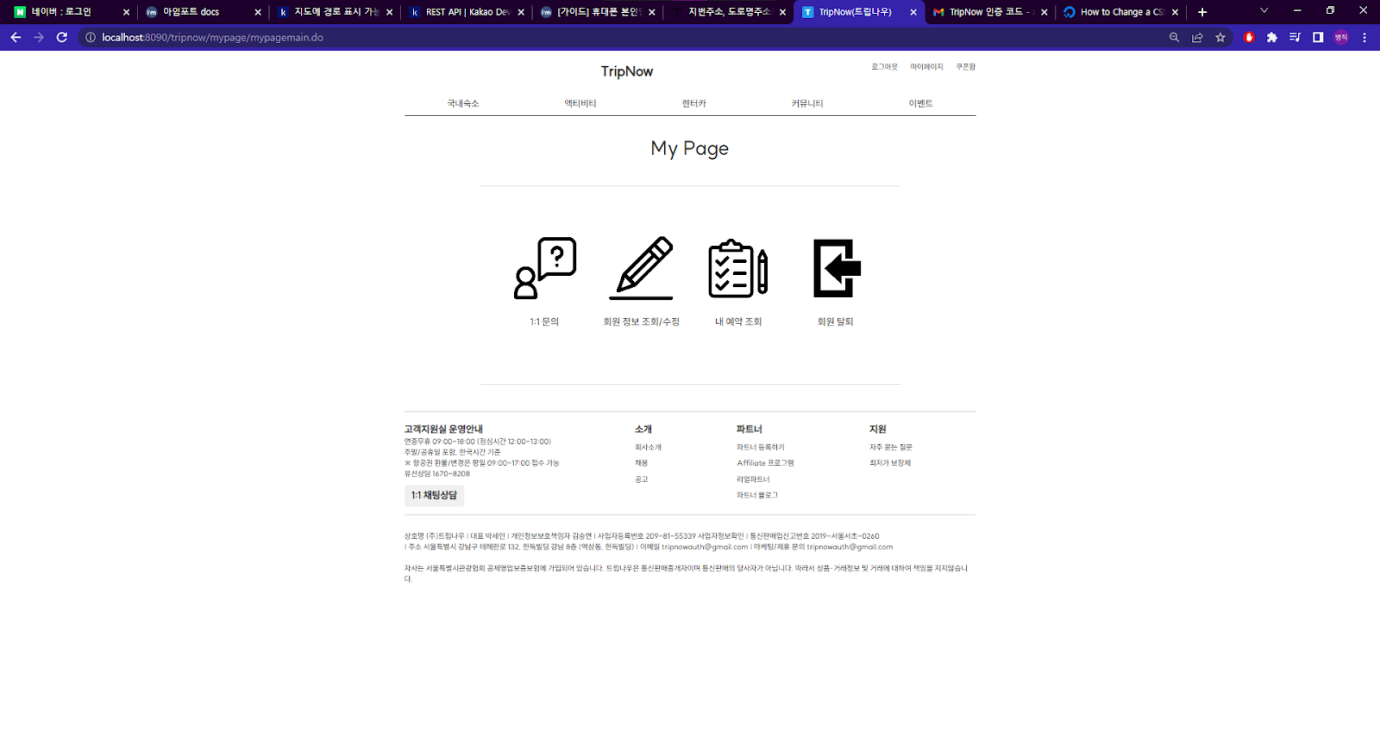 네이버 : 로그인
아임포트 docs
지도에 경로 표시 가능
REST API | Kakao Dev
[가이드] 휴대폰 본인인
지번주소, 도로명주소
TripNow(트립나우)
TripNow 인증 코드 -
How to Change a CS
localhost:8090/tripnow/mypage/mypagemain.do
병직
TripNow
로그아웃 마이페이지 쿠폰함
국내숙소 액티비티 렌터카 커뮤니티 이벤트
My Page
1:1 문의
회원 정보 조회/수정
내 예약 조회
회원 탈퇴
고객지원실 운영안내
연중무휴 09:00~18:00 (점심시간 12:00~13:00)
주말/공휴일 포함, 한국시간 기준
※ 항공권 환불/변경은 평일 09:00~17:00 접수 가능
유선상담 1670-8208
1:1 채팅상담
소개
회사소개
채용
공고
파트너
파트너 등록하기
Affiliate 프로그램
리얼파트너
파트너 블로그
지원
자주 묻는 질문
최저가 보장제
상호명 (주)트립나우 | 대표 박세인 | 개인정보보호책임자 김승연 | 사업자등록번호 209-81-55339 사업자정보확인 | 통신판매업신고번호 2019-서울서초-0260
| 주소 서울특별시 강남구 테헤란로 132, 한독빌딩 강남 8층 (역삼동, 한독빌딩) | 이메일 tripnowauth@gmail.com | 마케팅/제휴 문의 tripnowauth@gmail.com
자사는 서울특별시관광협회 공제영업보증보험에 가입되어 있습니다. 트립나우은 통신판매중개자이며 통신판매의 당사자가 아닙니다. 따라서 상품·거래정보 및 거래에 대하여 책임을 지지않습니
다.